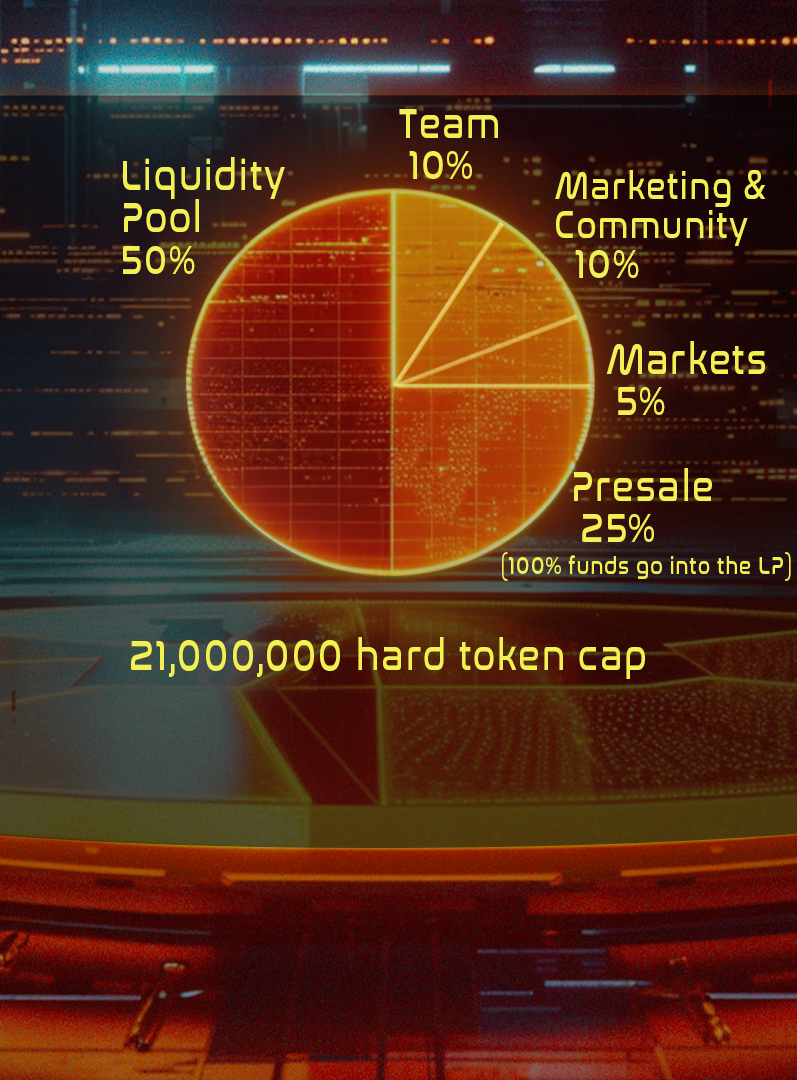 Team
10%
Liquidity
Pool
50%
Marketing &
Community
10%
Markets
5%
Presale
25%
(100% funds go into the LP)
21,000,000 hard token cap